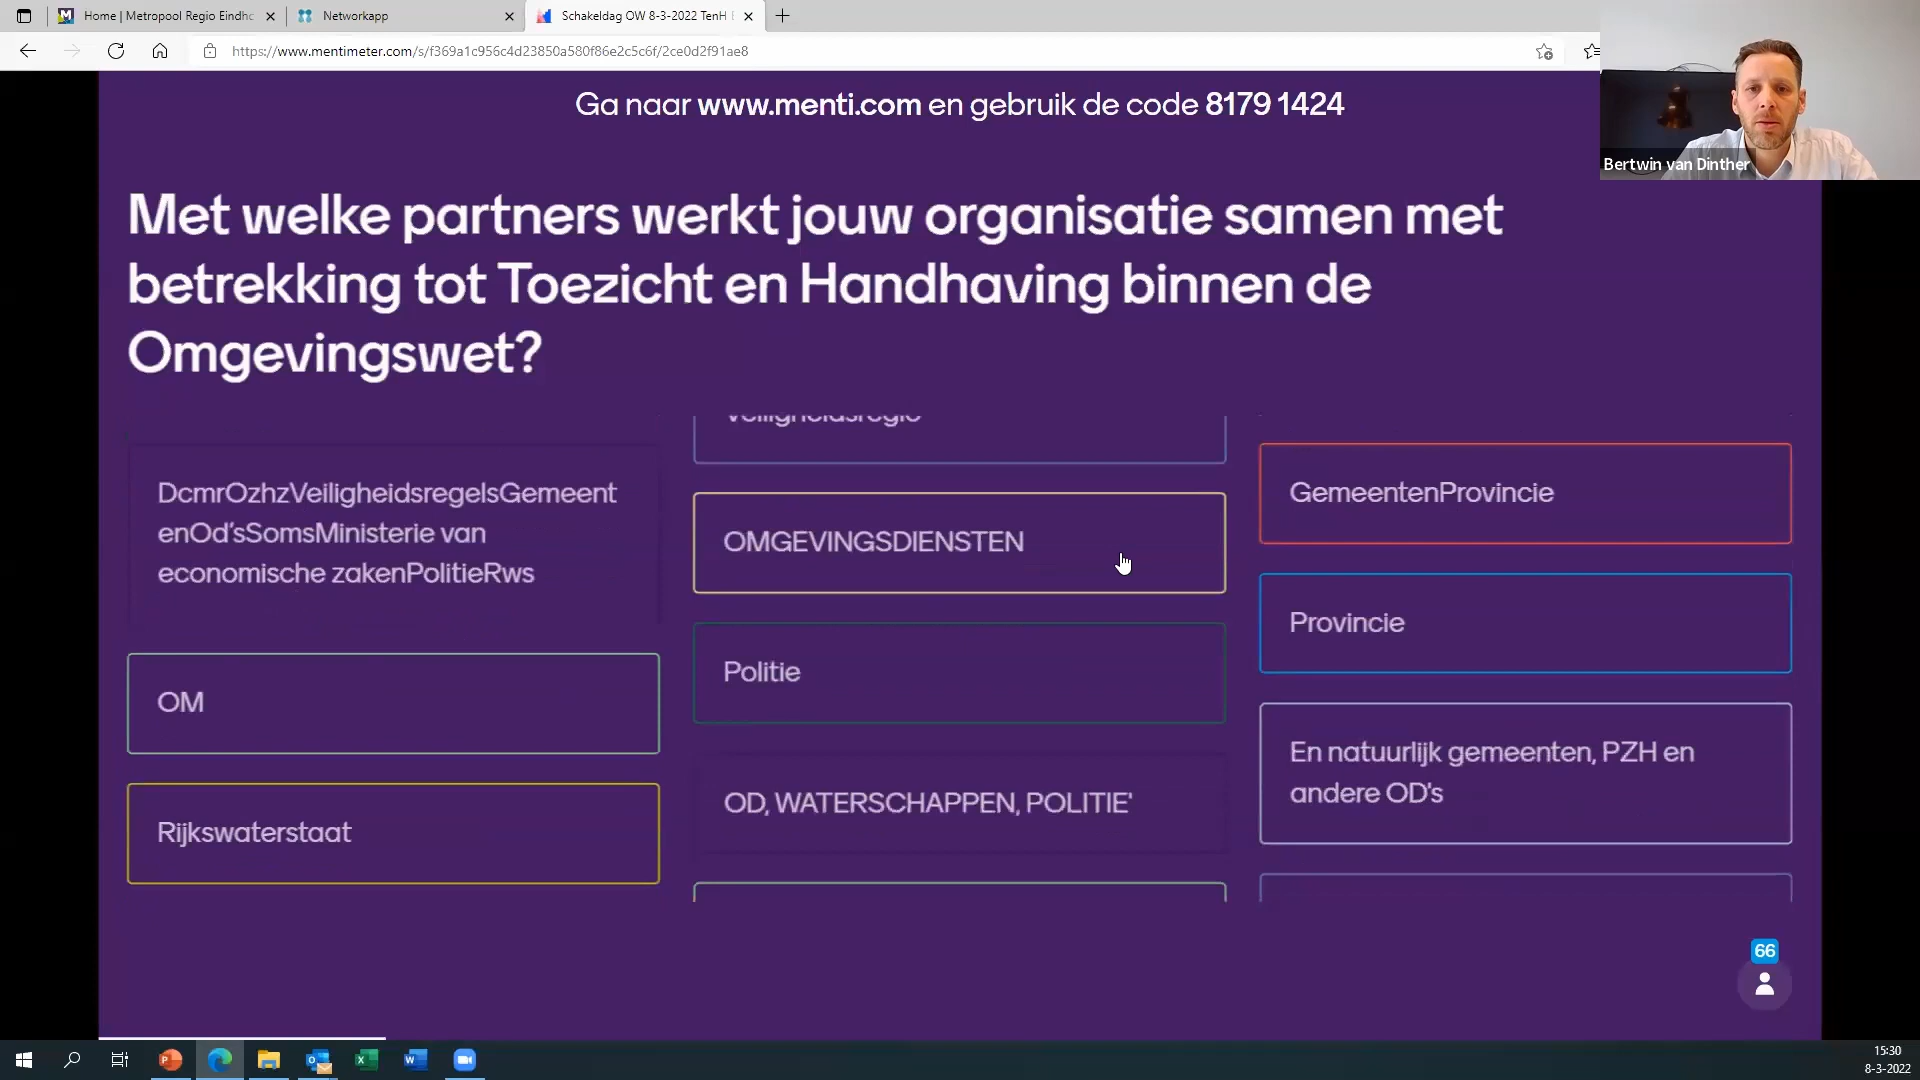 Home | Metropool Regio Eindho
Networkapp
Schakeldag OW 8-3-2022 TenH
https://www.mentimeter.com/s/f369a1c956c4d23850a580f86e2c5c6f/2ce0d2f91ae8
Ga naar www.menti.com en gebruik de code 8179 1424
Bertwin van Dinther
Met welke partners werkt jouw organisatie samen met
betrekking tot Toezicht en Handhaving binnen de
Omgevingswet?
DcmrOzhzVeiligheidsregelsGemeent
enOd'sSomsMinisterie van
economische zakenPolitieRws
OM
Rijkswaterstaat
Veiligheidsregio
OMGEVINGSDIENSTEN
Politie
OD, WATERSCHAPPEN, POLITIE'
GemeentenProvincie
Provincie
En natuurlijk gemeenten, PZH en
andere OD's
66
15:30
8-3-2022